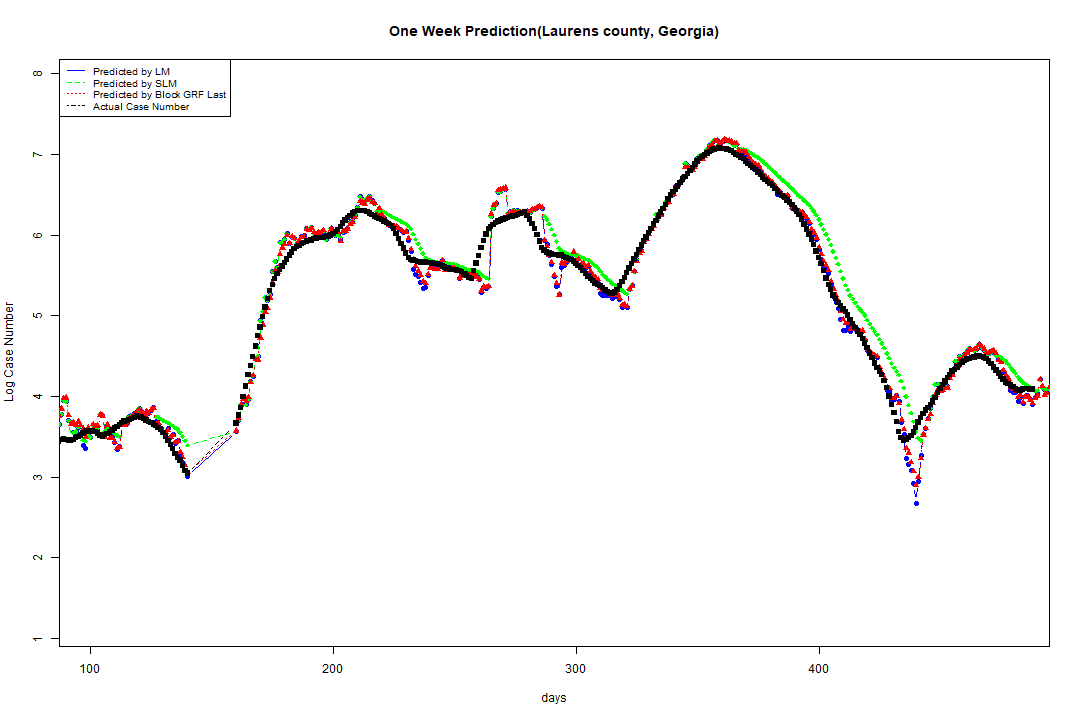 One Week Prediction(Laurens county, Georgia)
Predicted by LM
Predicted by SLM
Predicted by Block GRF Last
Actual Case Number
8
7
6
5
4
3
2
1
Log Case Number
100 200 300 400
days